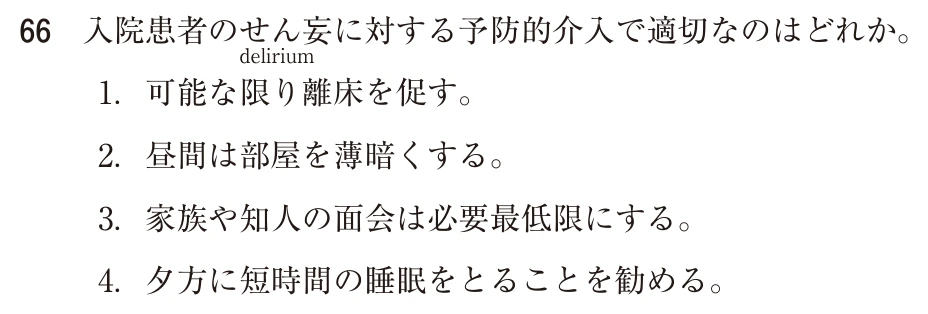 66 入院患者のせん妄に対する予防的介入で適切なのはどれか。
delirium
1. 可能な限り離床を促す。
2. 昼間は部屋を薄暗くする。
3. 家族や知人の面会は必要最低限にする。
4. 夕方に短時間の睡眠をとることを勧める。